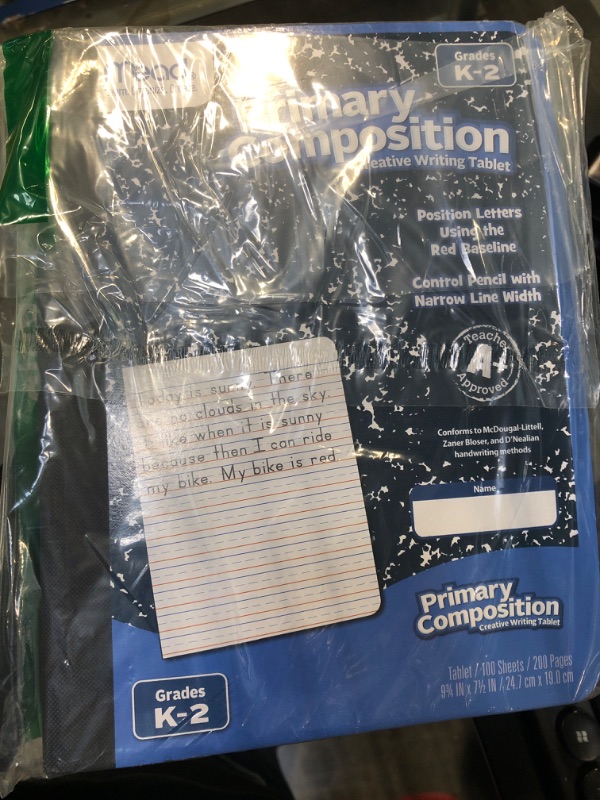 Mead
Grades
K-2
Primary
Composition
Creative Writing Tablet
Position Letters
Using the
Red Baseline
Control Pencil with
Narrow Line Width
Teacher
A+
Approved
Today is sunny. There
are no clouds in the sky.
I like when it is sunny
because then I can ride
my bike. My bike is red
Conforms to McDougal-Littell,
Zaner Bloser, and D'Nealian
handwriting methods
Name
Primary
Composition
Creative Writing Tablet
Tablet / 100 Sheets / 200 Pages
9¾ IN x 7½ IN / 24.7 cm x 19.0 cm
Grades
K-2